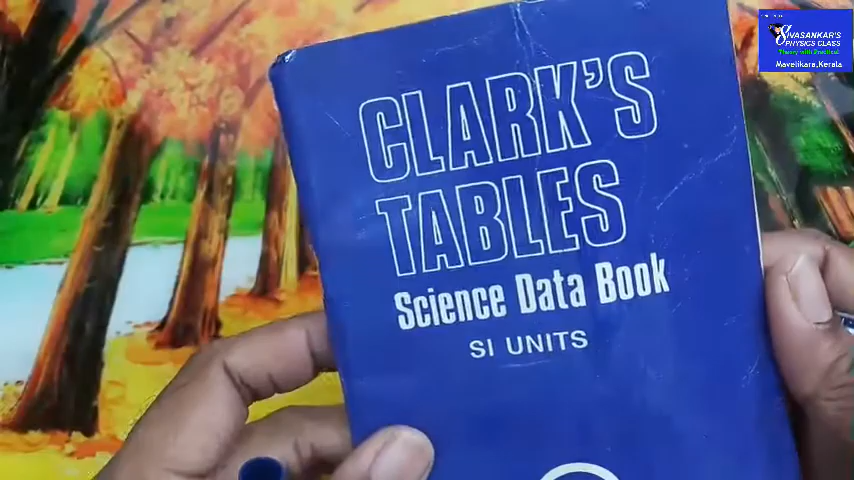 CLARK'S
TABLES
Science Data Book
SI UNITS
SIVASANKAR'S
PHYSICS CLASS
Theory with Practical
Mavelikara,Kerala